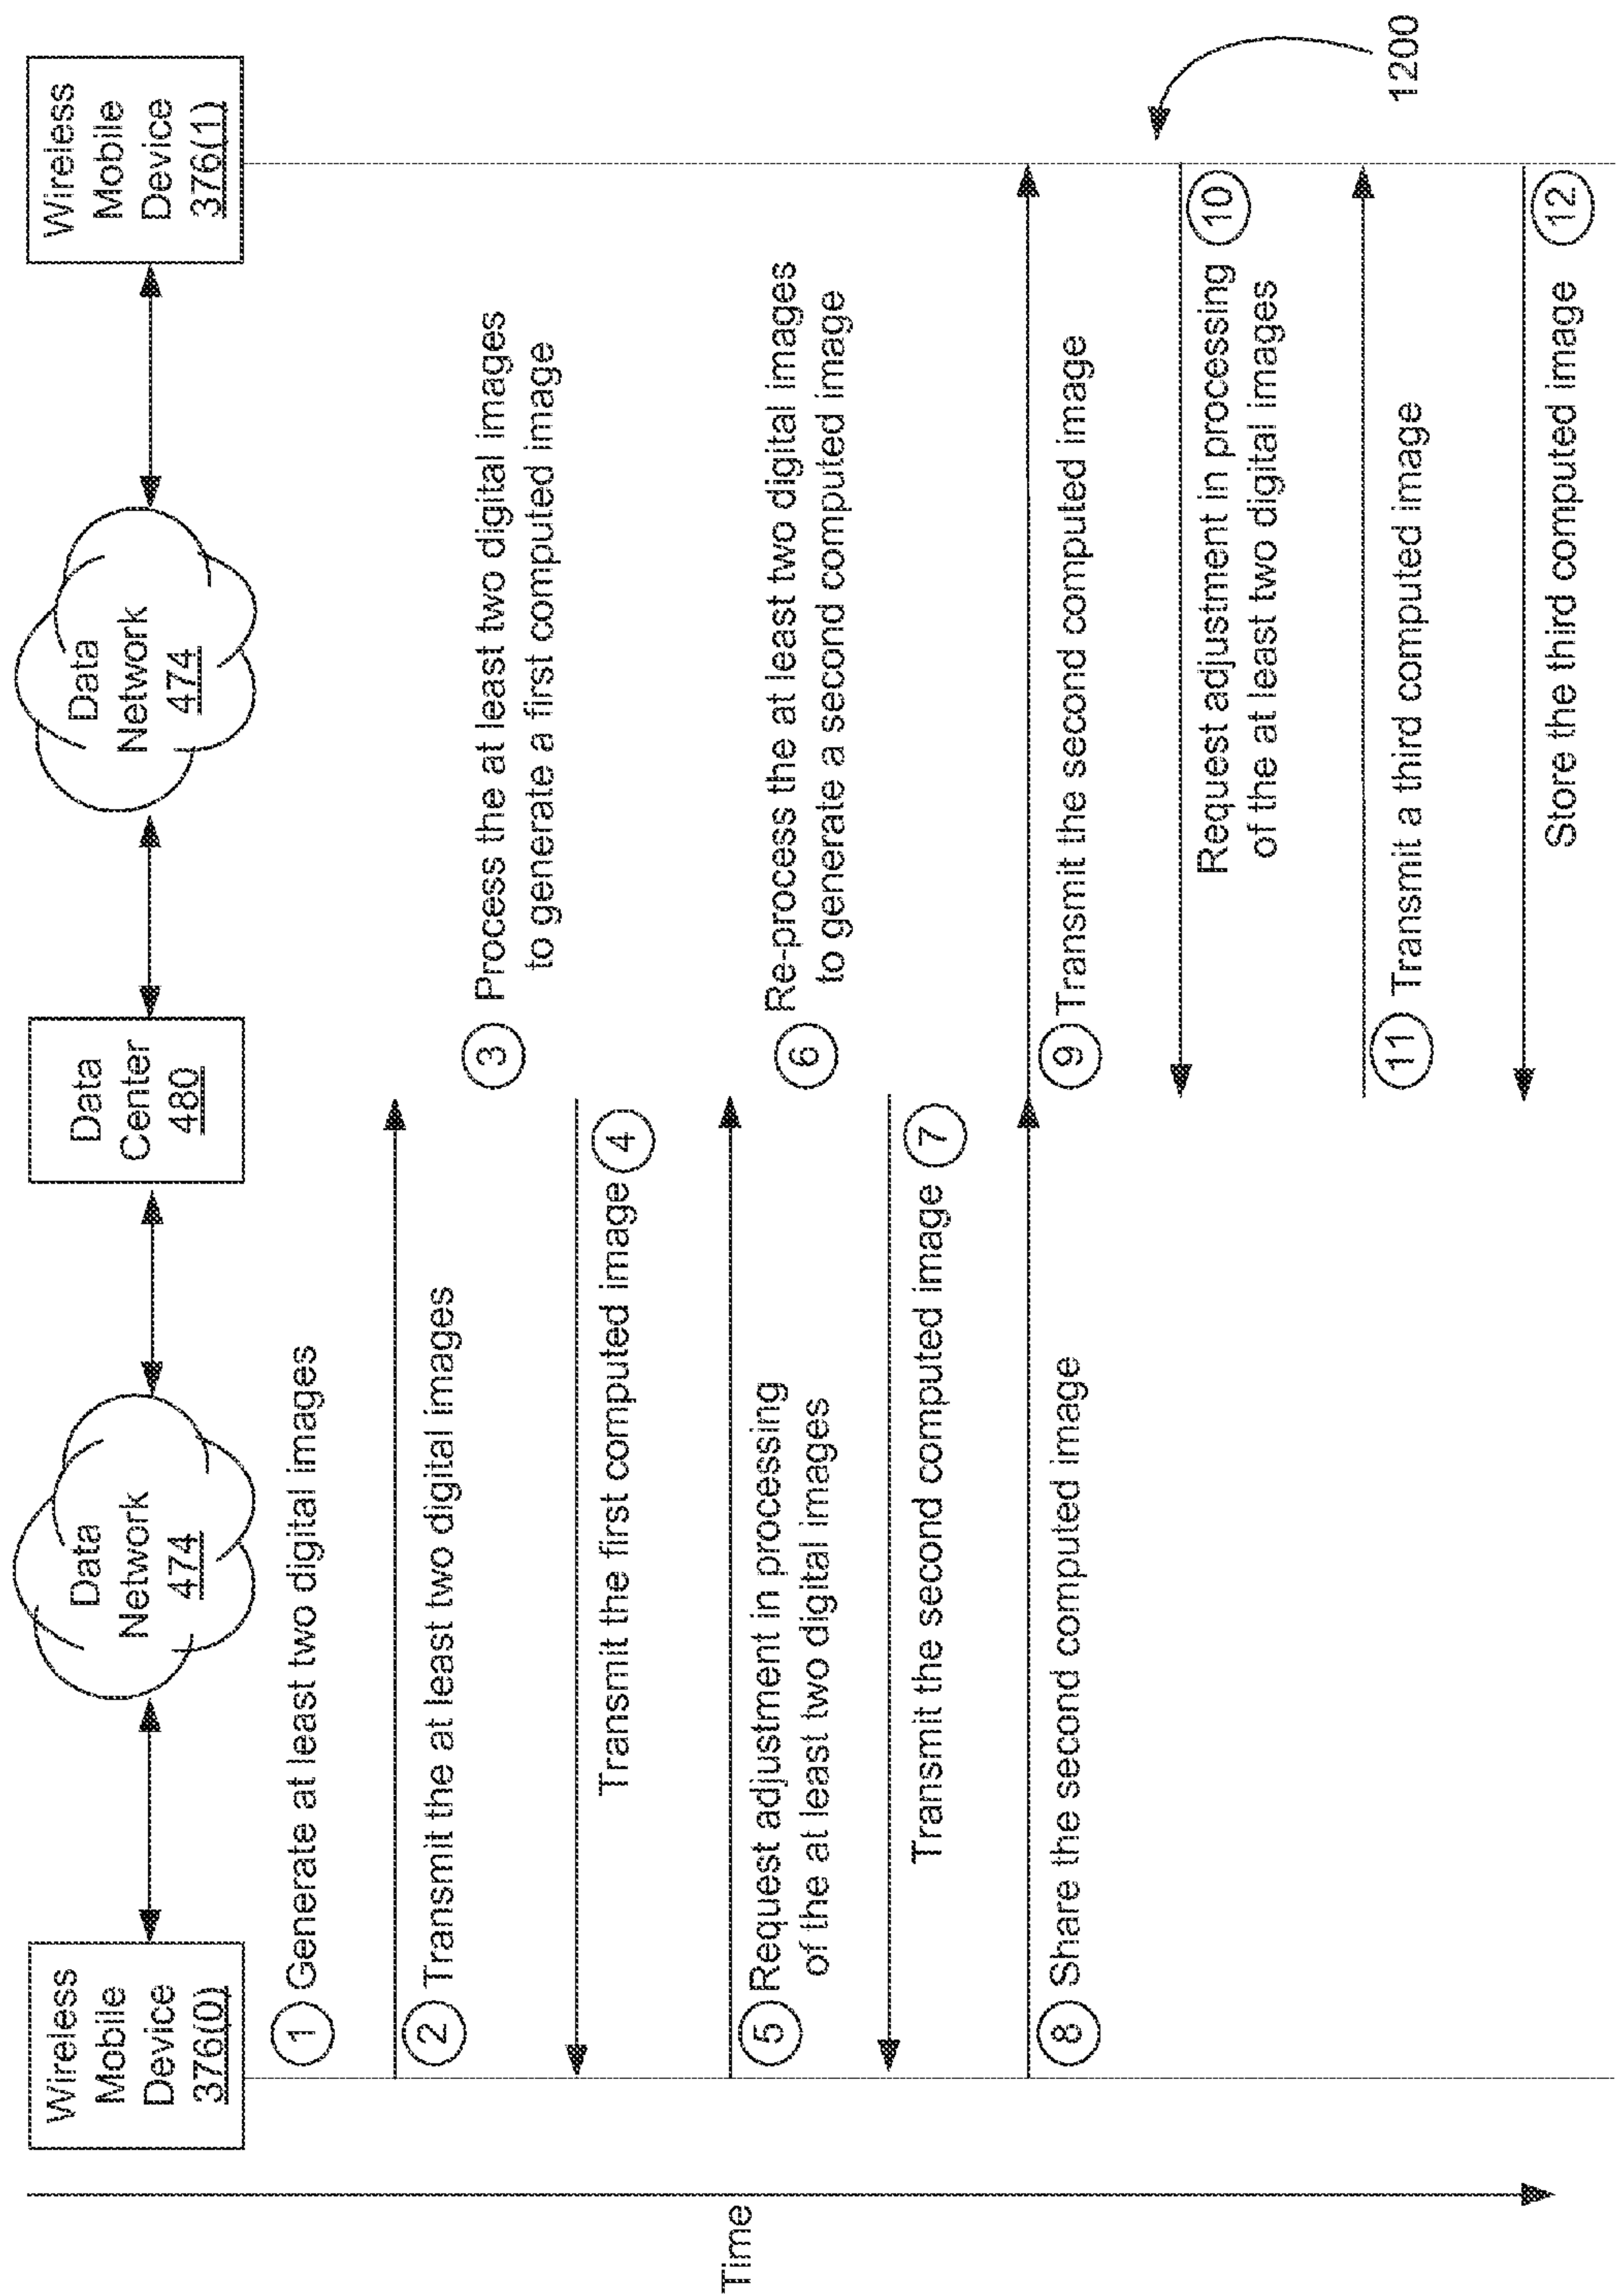 Wireless
Mobile
Device
376(0)
Data
Network
474
Data
Center
480
Data
Network
474
Wireless
Mobile
Device
376(1)
Time
1 Generate at least two digital images
2 Transmit the at least two digital images
3 Process the at least two digital images
to generate a first computed image
Transmit the first computed image 4
5 Request adjustment in processing
of the at least two digital images
6 Re-process the at least two digital images
to generate a second computed image
Transmit the second computed image 7
8 Share the second computed image
9 Transmit the second computed image
Request adjustment in processing 10
of the at least two digital images
11 Transmit a third computed image
Store the third computed image 12
1200